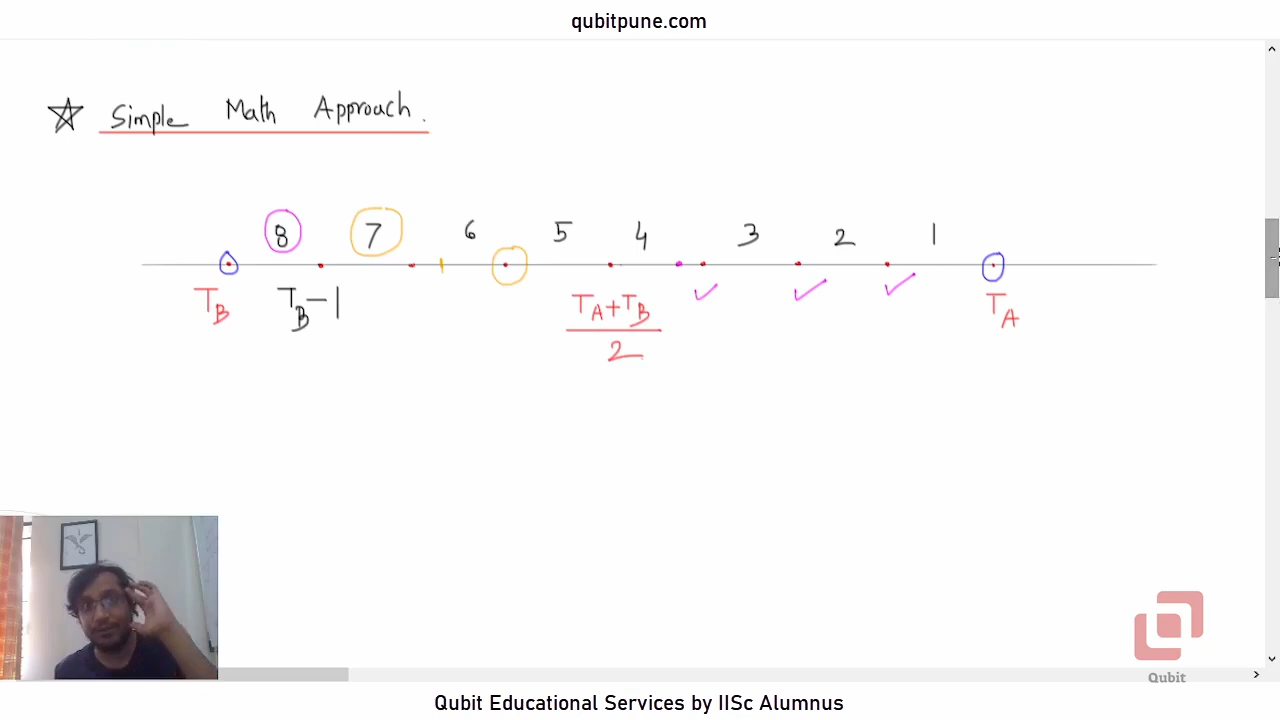 qubitpune.com
☆ Simple Math Approach.
8 7 6 5 4 3 2 1
T_B T_B-1 T_A+T_B T_A
2
Qubit
Qubit Educational Services by IISc Alumnus